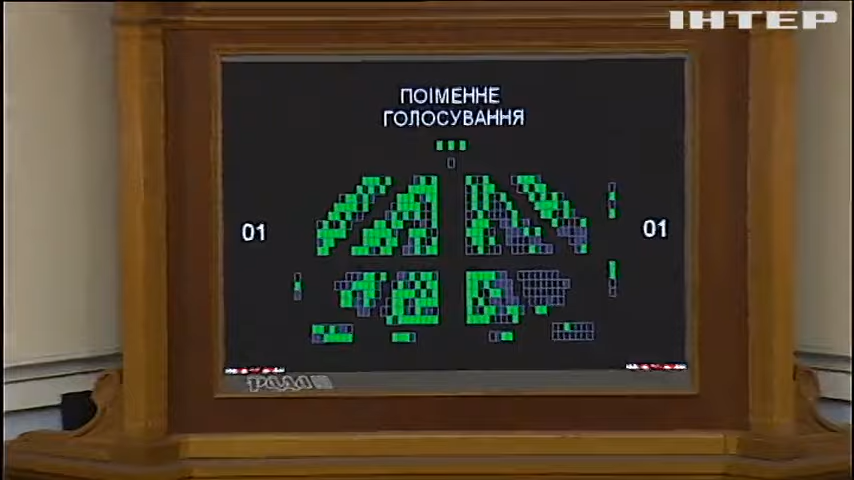 ІНТЕР
ПОІМЕННЕ
ГОЛОСУВАННЯ
01
01
РАДА